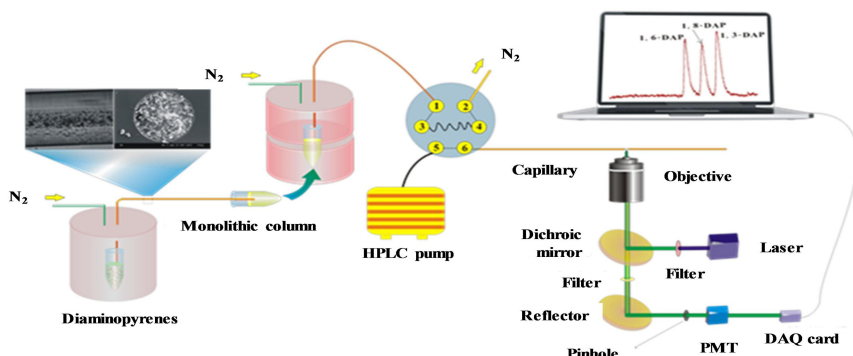 1, 8-DAP
1, 6-DAP
1, 3-DAP
N2
N2
1
2
3
4
5
6
N2
Capillary
Objective
Monolithic column
HPLC pump
Dichroic
mirror
Laser
Filter
Filter
Reflector
Diaminopyrenes
Pinhole
PMT
DAQ card